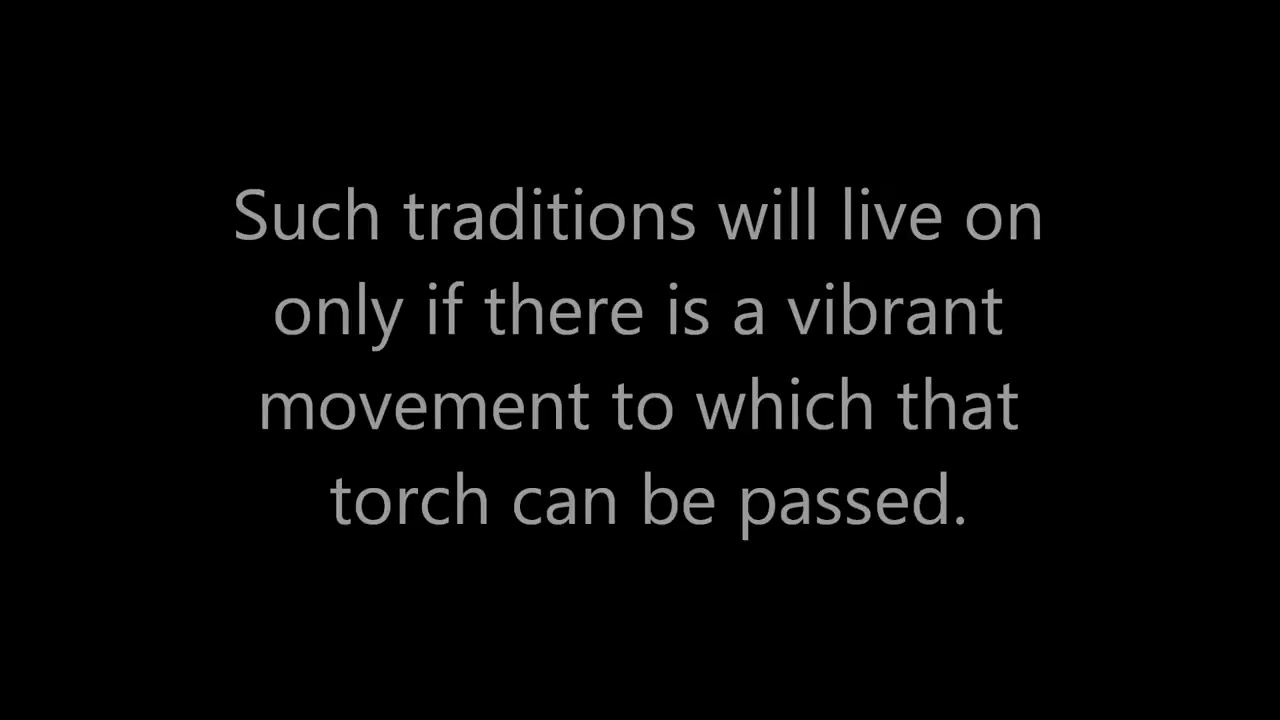 Such traditions will live on
only if there is a vibrant
movement to which that
torch can be passed.